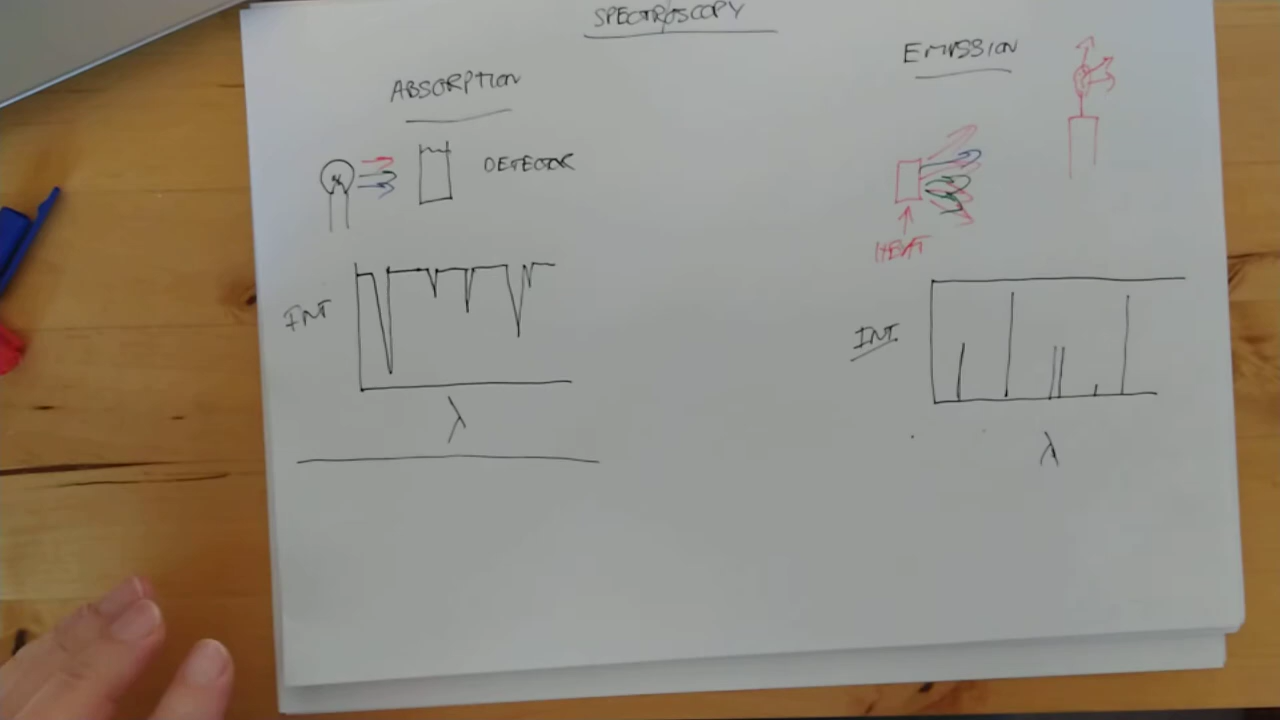 SPECTROSCOPY
ABSORPTION
DETECTOR
INT
λ
EMISSION
HEAT
INT.
λ